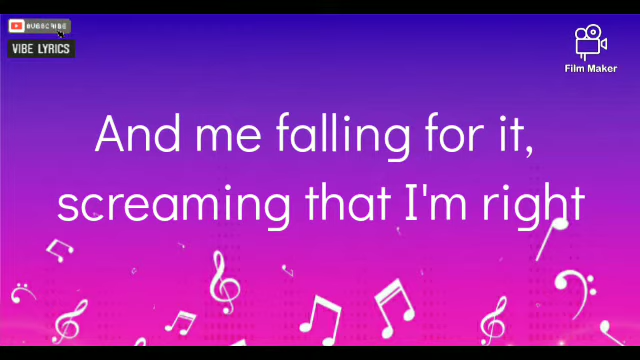 SUBSCRIBE
VIBE LYRICS
Film Maker
And me falling for it,
screaming that I'm right